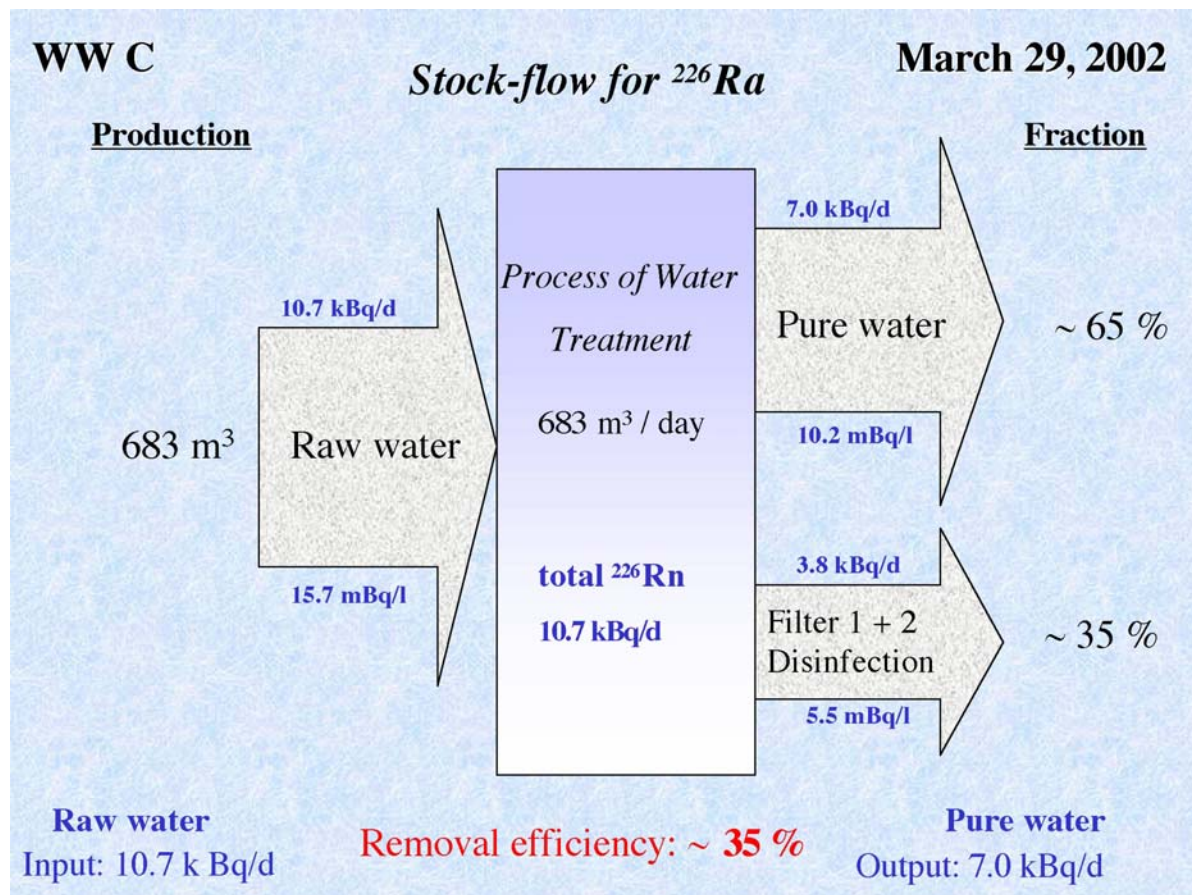 WW C
March 29, 2002
Stock-flow for ²²⁶Ra
Production
Fraction
7.0 kBq/d
10.7 kBq/d
Process of Water
Treatment
Pure water
~ 65 %
683 m³
Raw water
683 m³ / day
10.2 mBq/l
15.7 mBq/l
total ²²⁶Rn
10.7 kBq/d
3.8 kBq/d
Filter 1 + 2
Disinfection
~ 35 %
5.5 mBq/l
Raw water
Input: 10.7 k Bq/d
Removal efficiency: ~ 35 %
Pure water
Output: 7.0 kBq/d